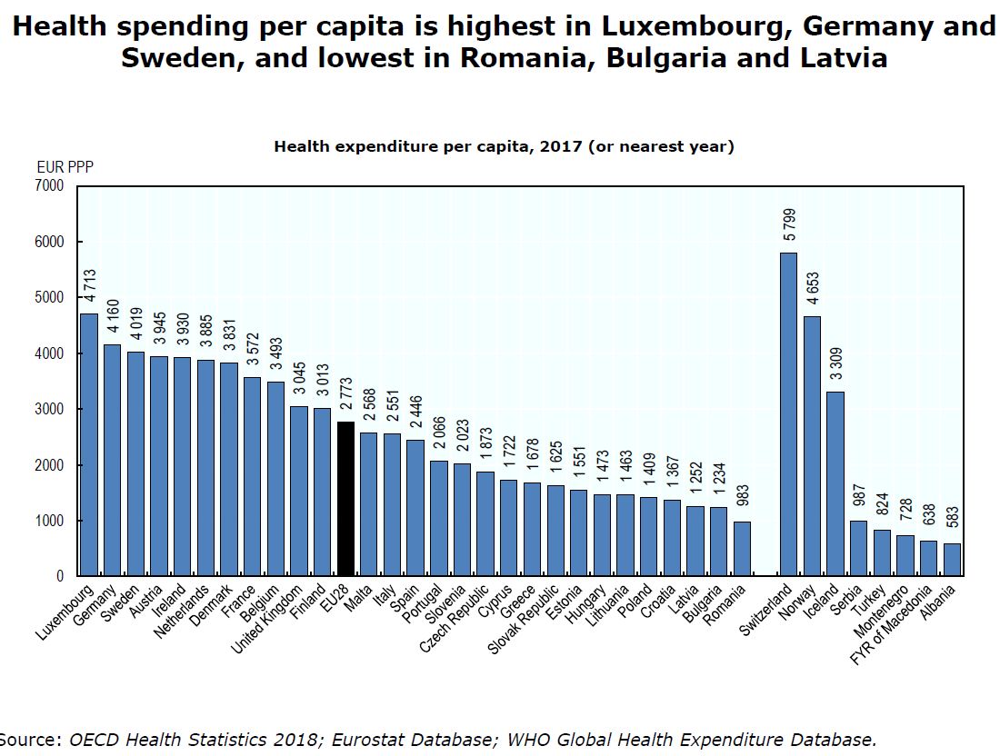 Health spending per capita is highest in Luxembourg, Germany and
Sweden, and lowest in Romania, Bulgaria and Latvia
Health expenditure per capita, 2017 (or nearest year)
EUR PPP
7000
6000
5000
4000
3000
2000
1000
0
4 713
4 160
4 019
3 945
3 930
3 885
3 831
3 572
3 493
3 045
3 013
2 773
2 568
2 551
2 446
2 066
2 023
1 873
1 722
1 678
1 625
1 551
1 473
1 463
1 409
1 367
1 252
1 234
983
5 799
4 653
3 309
987
824
728
638
583
Luxembourg
Germany
Sweden
Austria
Ireland
Netherlands
Denmark
France
Belgium
United Kingdom
Finland
EU28
Malta
Italy
Spain
Portugal
Slovenia
Czech Republic
Cyprus
Greece
Slovak Republic
Estonia
Hungary
Lithuania
Poland
Croatia
Latvia
Bulgaria
Romania
Switzerland
Norway
Iceland
Serbia
Turkey
Montenegro
FYR of Macedonia
Albania
Source: OECD Health Statistics 2018; Eurostat Database; WHO Global Health Expenditure Database.